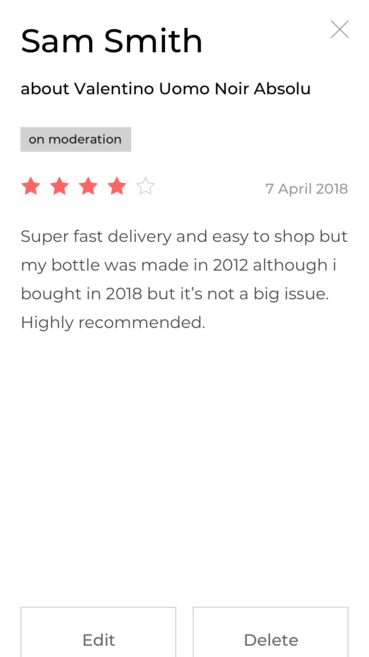 Sam Smith
about Valentino Uomo Noir Absolu
on moderation
7 April 2018
Super fast delivery and easy to shop but
my bottle was made in 2012 although i
bought in 2018 but it’s not a big issue.
Highly recommended.
Edit
Delete